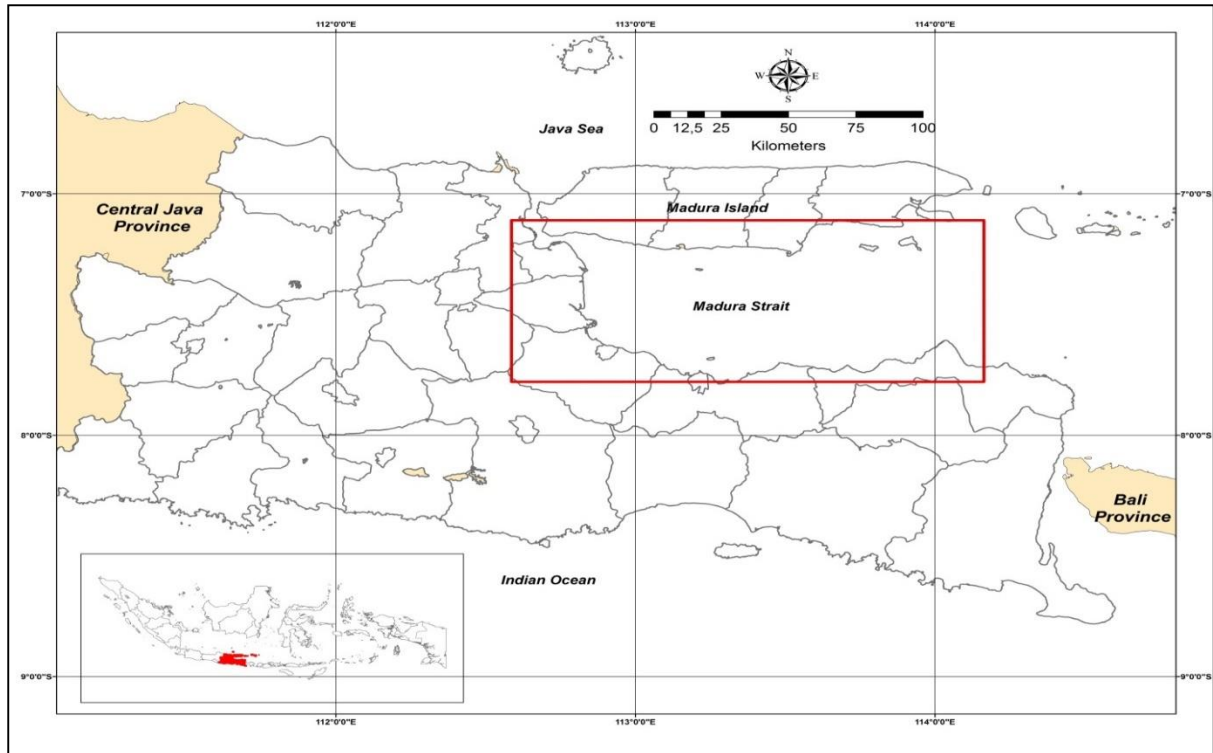 112°0'0"E
113°0'0"E
114°0'0"E
N
W E
S
0 12,5 25 50 75 100
Kilometers
Java Sea
7°0'0"S
7°0'0"S
Central Java
Province
Madura Island
Madura Strait
8°0'0"S
8°0'0"S
Bali
Province
Indian Ocean
9°0'0"S
9°0'0"S
112°0'0"E
113°0'0"E
114°0'0"E